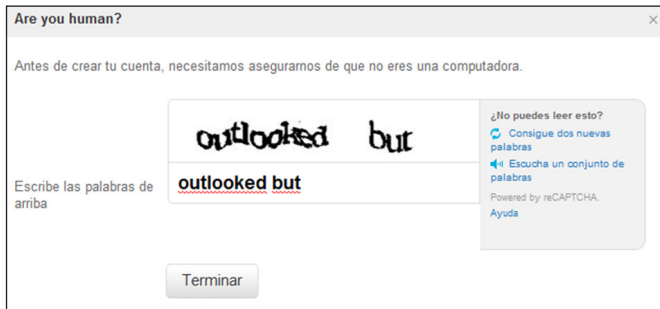 Are you human?
Antes de crear tu cuenta, necesitamos asegurarnos de que no eres una computadora.
outlooked but
outlooked but
Escribe las palabras de
arriba
¿No puedes leer esto?
Consigue dos nuevas
palabras
Escucha un conjunto de
palabras
Powered by reCAPTCHA.
Ayuda
Terminar